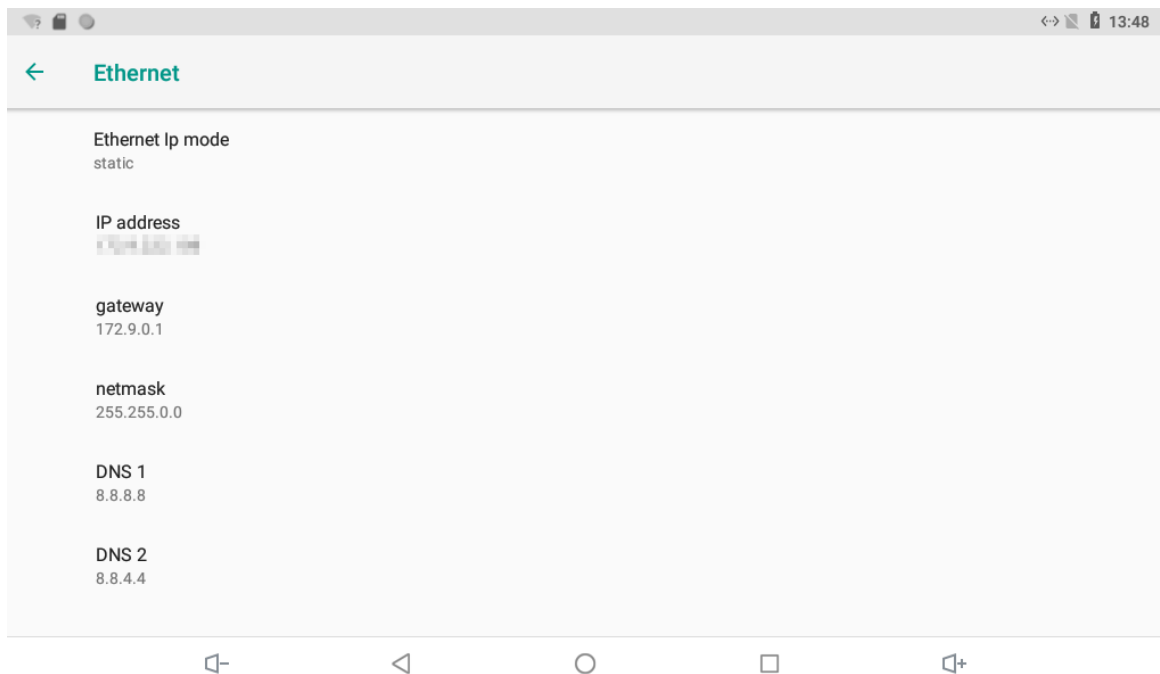 13:48
Ethernet
Ethernet Ip mode
static
IP address
gateway
172.9.0.1
netmask
255.255.0.0
DNS 1
8.8.8.8
DNS 2
8.8.4.4